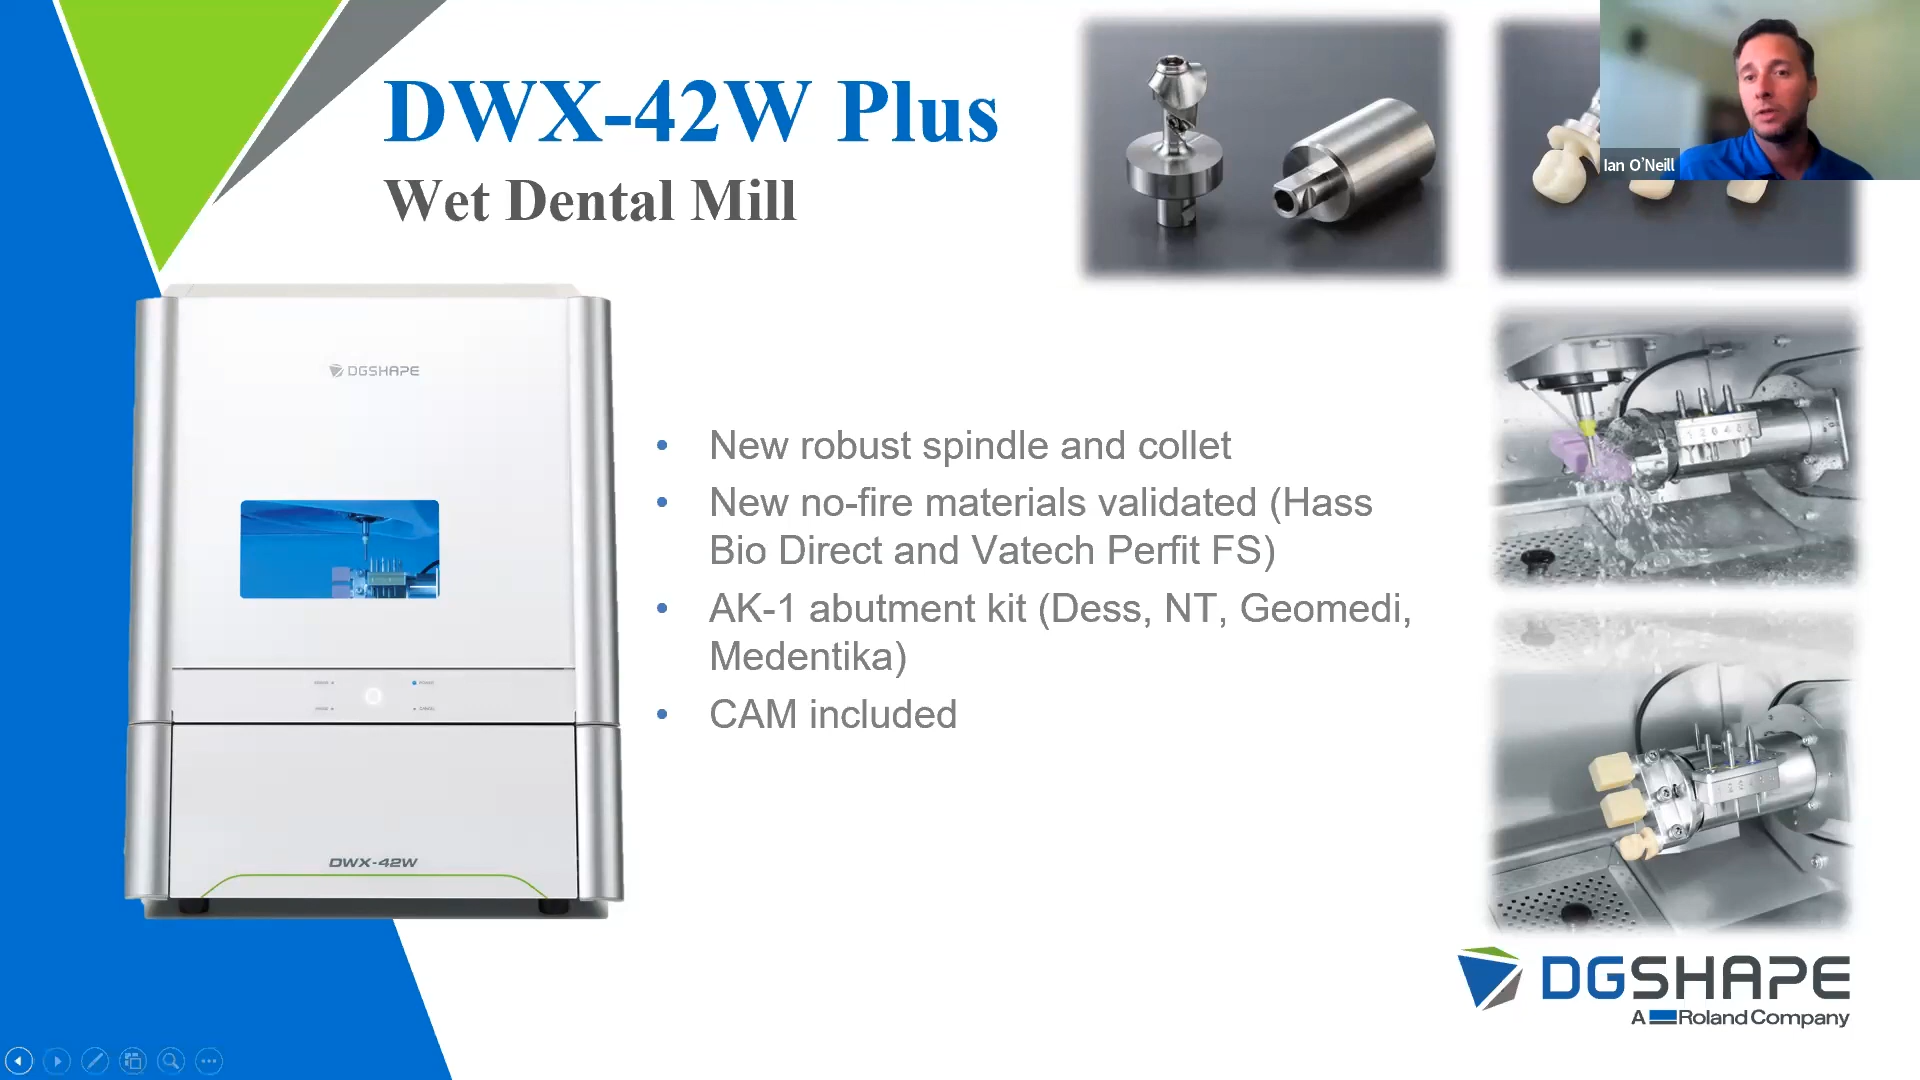 DWX-42W Plus
Wet Dental Mill
Ian O'Neill
DGSHAPE
New robust spindle and collet
New no-fire materials validated (Hass
Bio Direct and Vatech Perfit FS)
AK-1 abutment kit (Dess, NT, Geomedi,
Medentika)
CAM included
DWX-42W
DGSHAPE
A Roland Company